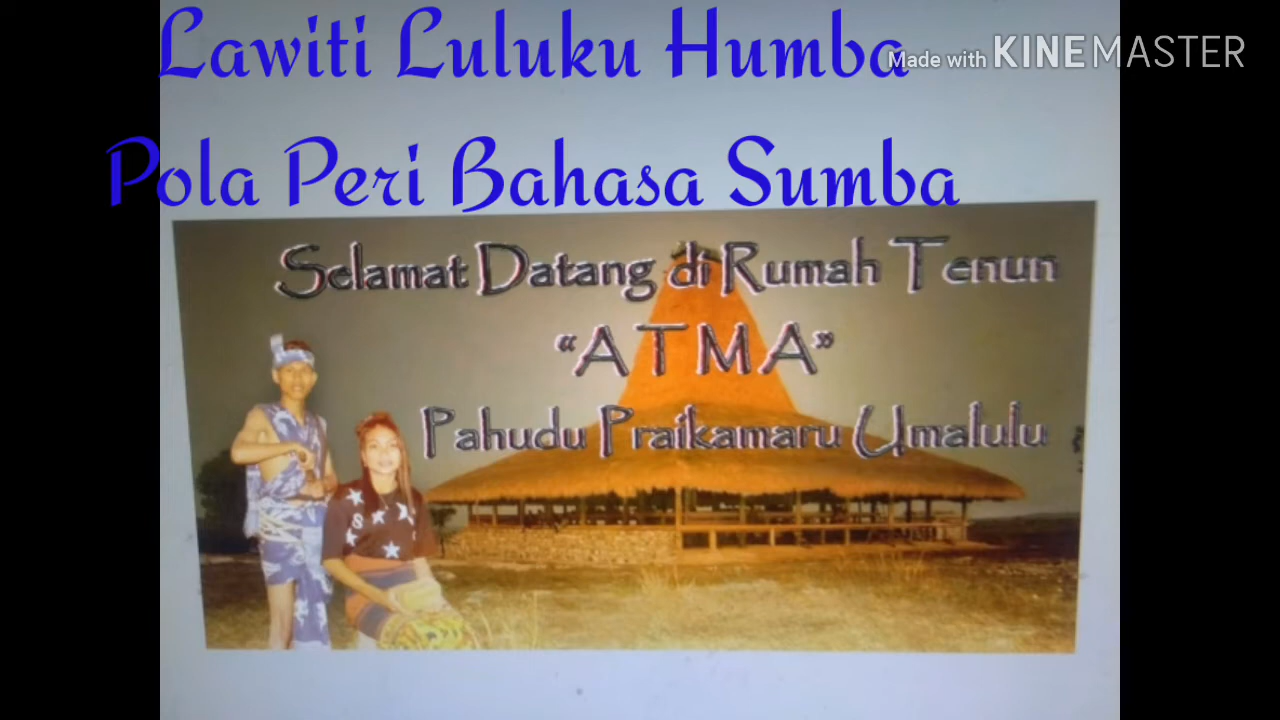 Lawiti Luluku Humba
Made with KINEMASTER
Pola Peri Bahasa Sumba
Selamat Datang di Rumah Tenun
“ATMA”
Pahudu Praikamaru Umalulu